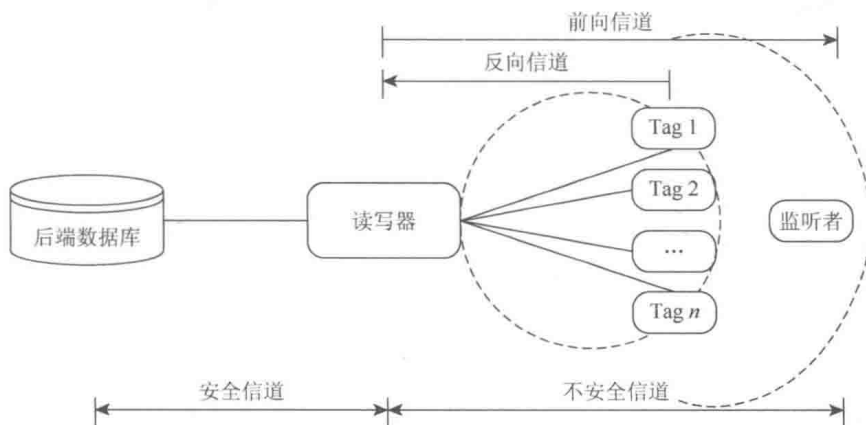 前向信道
反向信道
Tag 1
Tag 2
后端数据库
读写器
监听者
...
Tag n
安全信道
不安全信道